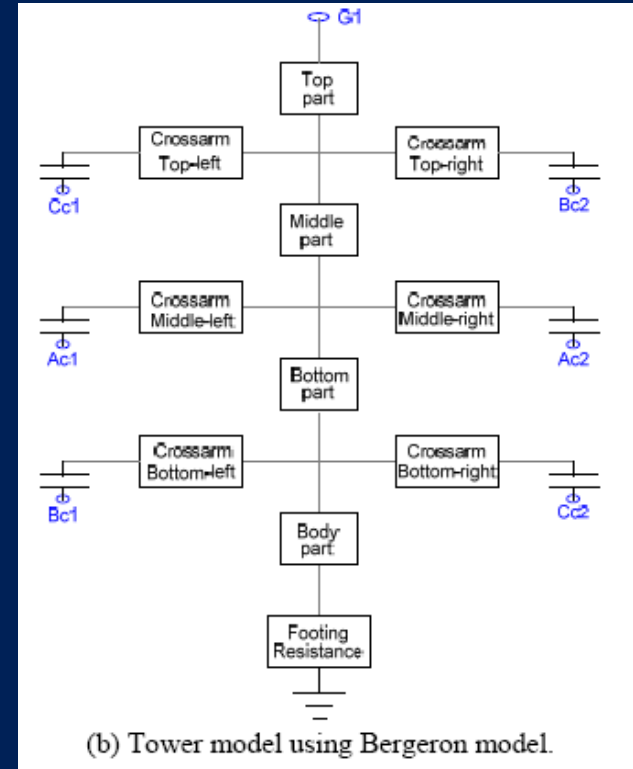 G1
Top
part
Crossarm
Top-left
Crossarm
Top-right
Cc1
Bc2
Middle
part
Crossarm
Middle-left
Crossarm
Middle-right
Ac1
Ac2
Bottom
part
Crossarm
Bottom-left
Crossarm
Bottom-right
Bc1
Cc2
Body
part
Footing
Resistance
(b) Tower model using Bergeron model.